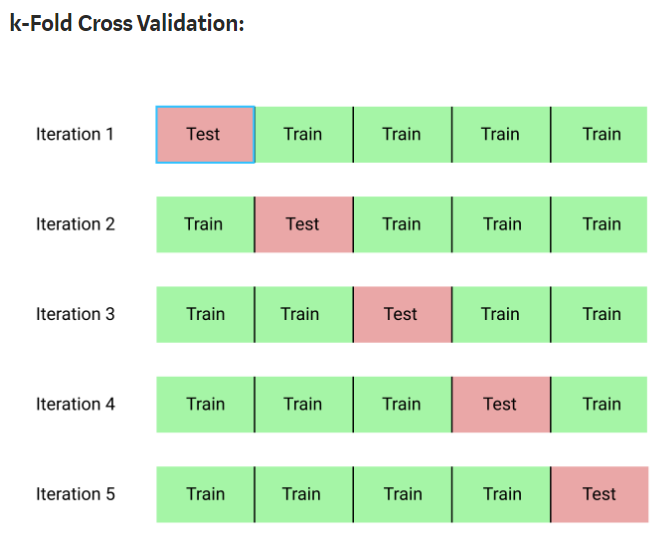 k-Fold Cross Validation:
Iteration 1 Test Train Train Train Train
Iteration 2 Train Test Train Train Train
Iteration 3 Train Train Test Train Train
Iteration 4 Train Train Train Test Train
Iteration 5 Train Train Train Train Test